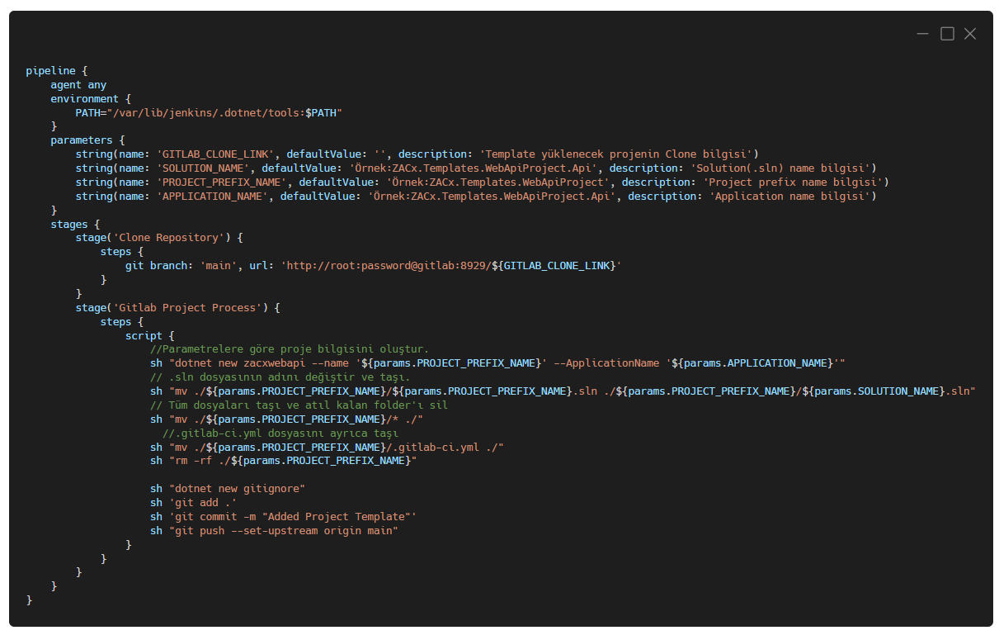 pipeline {
    agent any
    environment {
        PATH="/var/lib/jenkins/.dotnet/tools:$PATH"
    }
    parameters {
        string(name: 'GITLAB_CLONE_LINK', defaultValue: '', description: 'Template yüklenecek projenin Clone bilgisi')
        string(name: 'SOLUTION_NAME', defaultValue: 'Örnek:ZACx.Templates.WebApiProject.Api', description: 'Solution(.sln) name bilgisi')
        string(name: 'PROJECT_PREFIX_NAME', defaultValue: 'Örnek:ZACx.Templates.WebApiProject', description: 'Project prefix name bilgisi')
        string(name: 'APPLICATION_NAME', defaultValue: 'Örnek:ZACx.Templates.WebApiProject.Api', description: 'Application name bilgisi')
    }
    stages {
        stage('Clone Repository') {
            steps {
                git branch: 'main', url: 'http://root:password@gitlab:8929/${GITLAB_CLONE_LINK}'
            }
        }
        stage('Gitlab Project Process') {
            steps {
                script {
                    //Parametrelere göre proje bilgisini oluştur.
                    sh "dotnet new zacxwebapi --name '${params.PROJECT_PREFIX_NAME}' --ApplicationName '${params.APPLICATION_NAME}'"
                    // .sln dosyasının adını değiştir ve taşı.
                    sh "mv ./${params.PROJECT_PREFIX_NAME}/${params.PROJECT_PREFIX_NAME}.sln ./${params.PROJECT_PREFIX_NAME}/${params.SOLUTION_NAME}.sln"
                    // Tüm dosyaları taşı ve atıl kalan folder'ı sil
                    sh "mv ./${params.PROJECT_PREFIX_NAME}/* ./"
                      //.gitlab-ci.yml dosyasını ayrıca taşı
                    sh "mv ./${params.PROJECT_PREFIX_NAME}/.gitlab-ci.yml ./"
                    sh "rm -rf ./${params.PROJECT_PREFIX_NAME}"

                    sh "dotnet new gitignore"
                    sh 'git add .'
                    sh 'git commit -m "Added Project Template"'
                    sh "git push --set-upstream origin main"
                }
            }
        }
    }
}